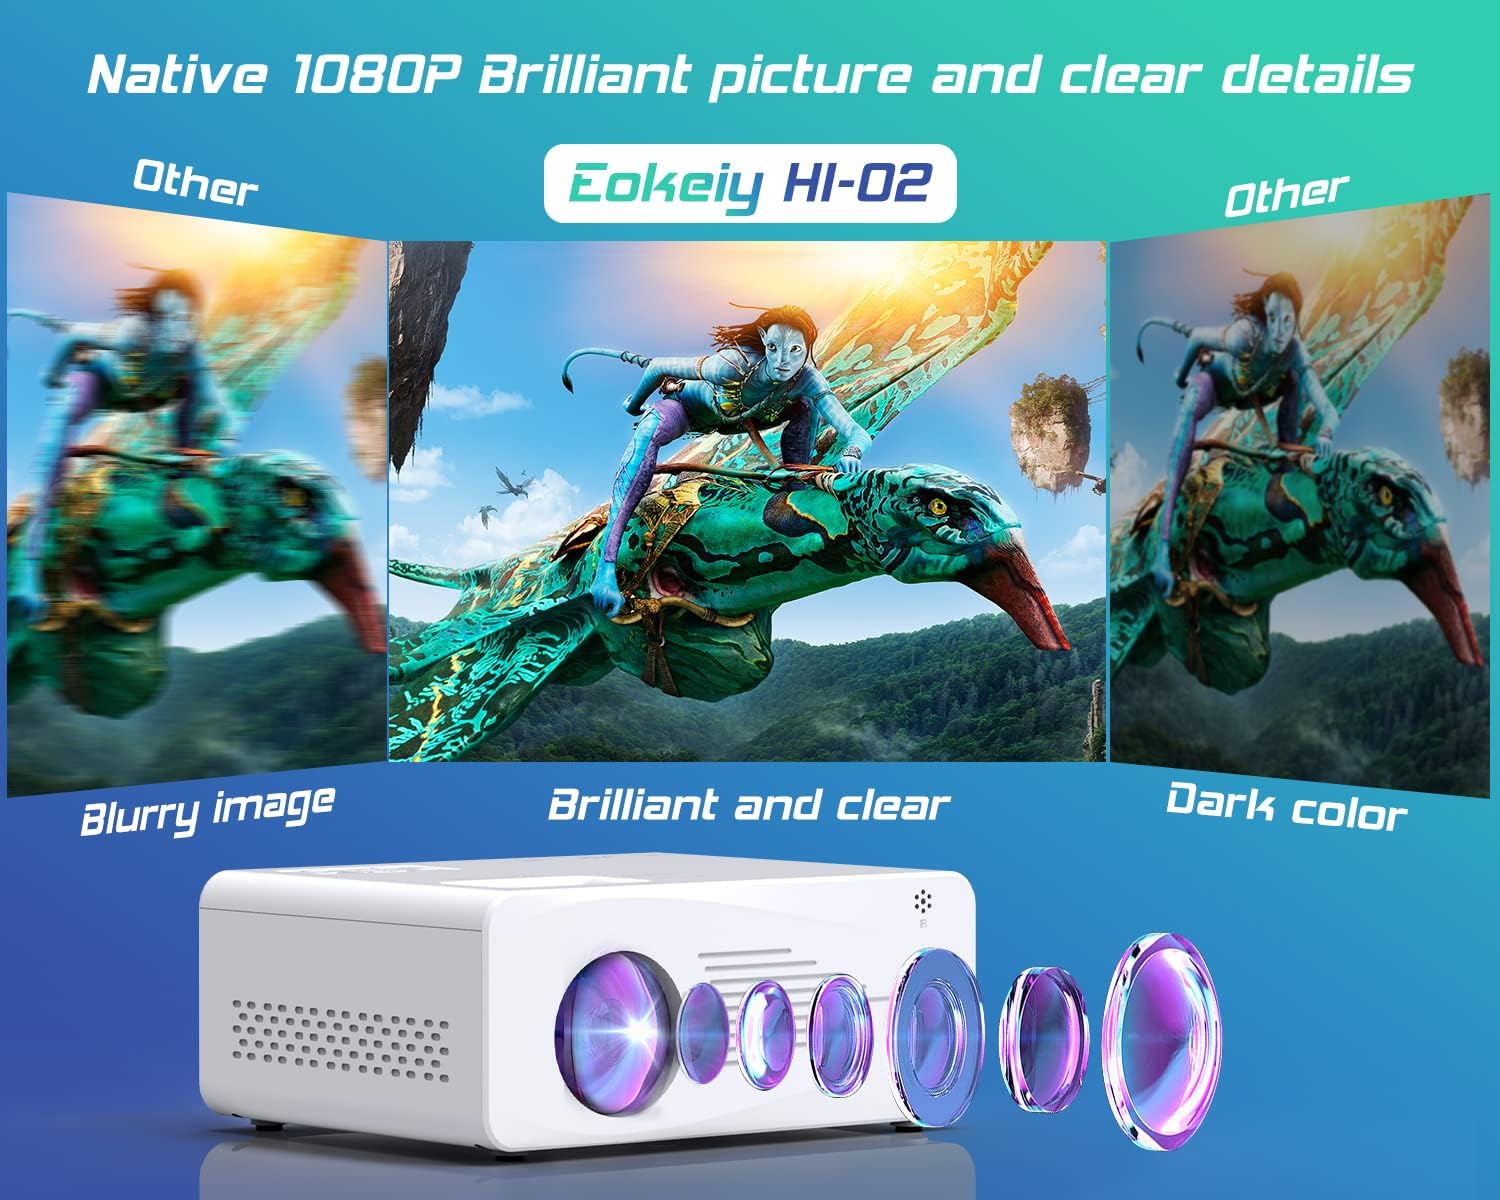 Native 1080P Brilliant picture and clear details
Other
Eokeiy HI-02
Other
Blurry image
Brilliant and clear
Dark color
IR